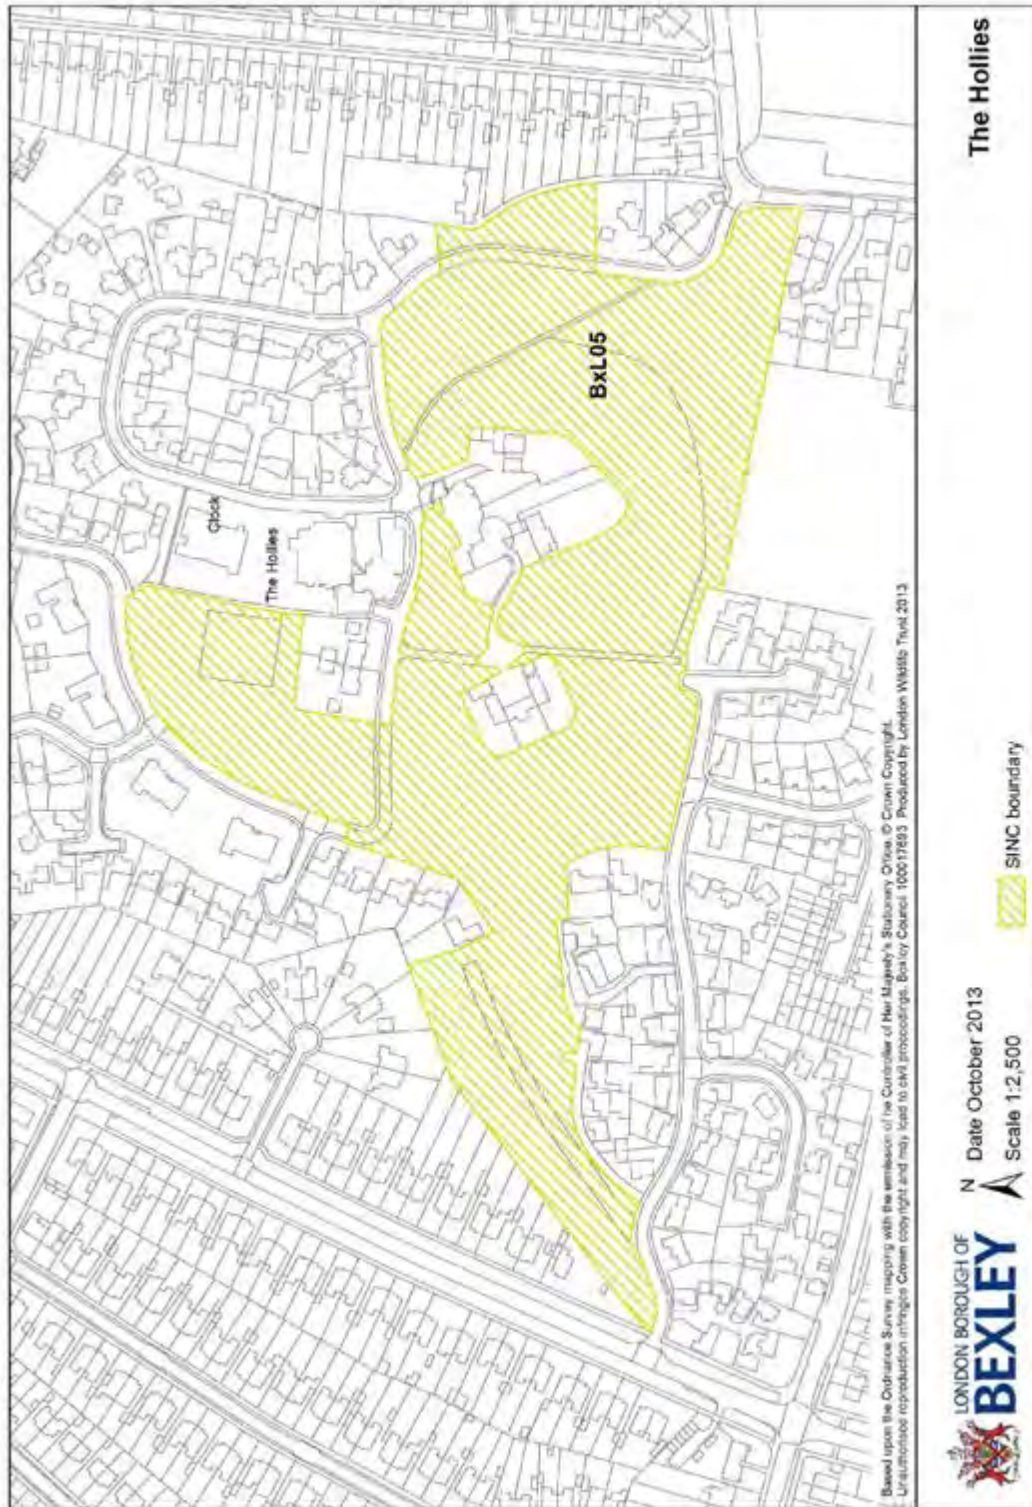 Clock
The Hollies
BxL05
Based upon the Ordnance Survey mapping with the permission of the Controller of Her Majesty's Stationary Office. © Crown Copyright.
Unauthorised reproduction infringes Crown copyright and may lead to civil proceedings. Bexley Council 100017693 Produced by London Wildlife Trust 2013
LONDON BOROUGH OF
BEXLEY
N
Date October 2013
Scale 1:2,500
SINC boundary
The Hollies